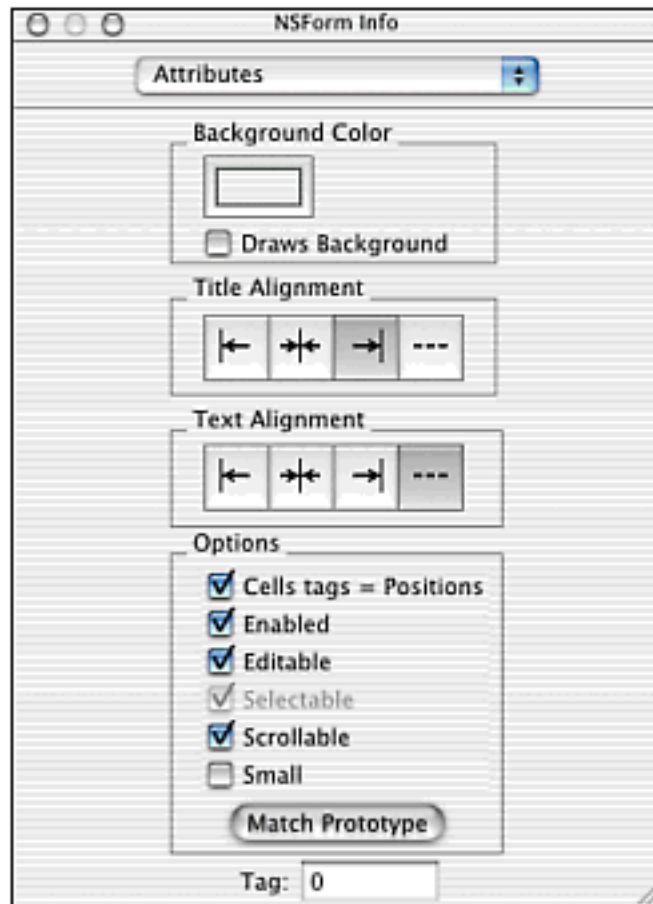 NSForm Info
Attributes
Background Color
Draws Background
Title Alignment
Text Alignment
Options
Cells tags = Positions
Enabled
Editable
Selectable
Scrollable
Small
Match Prototype
Tag: 0